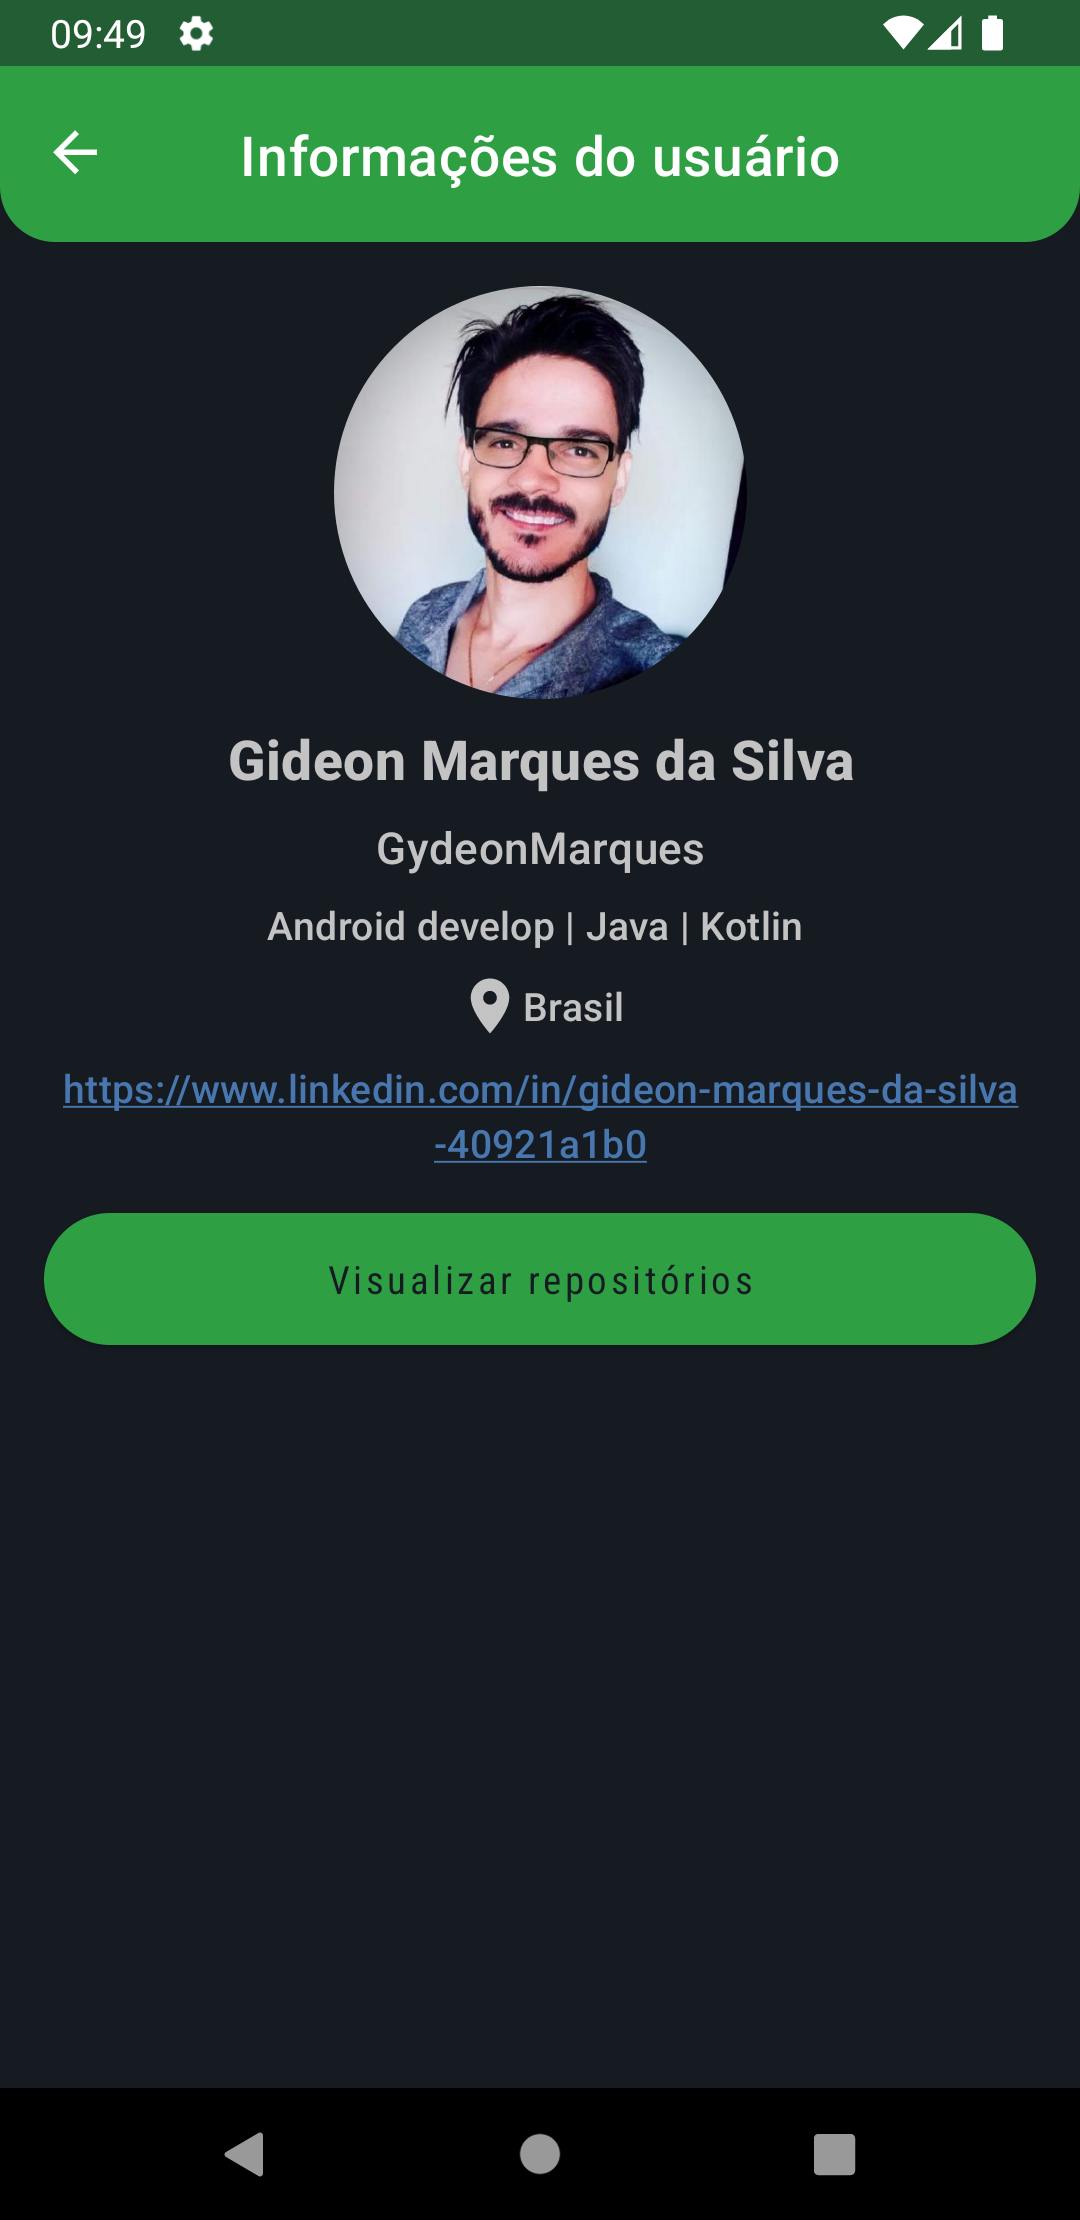 09:49
Informações do usuário
Gideon Marques da Silva
GydeonMarques
Android develop | Java | Kotlin
Brasil
https://www.linkedin.com/in/gideon-marques-da-silva
-40921a1b0
Visualizar repositórios